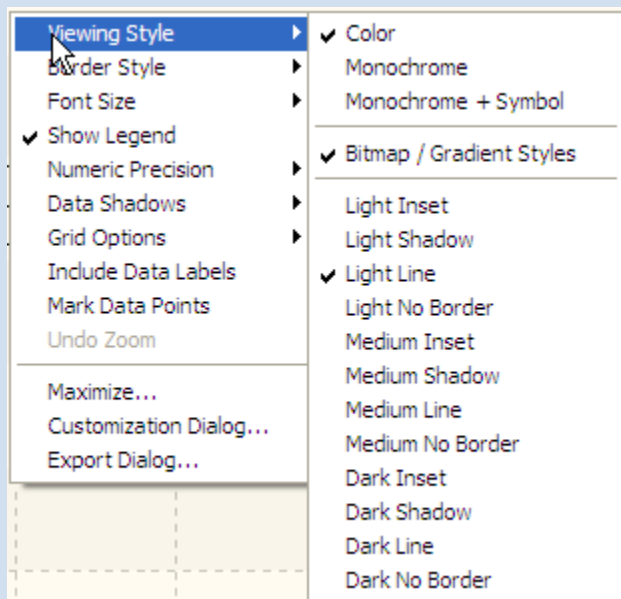 Viewing Style
Border Style
Font Size
Show Legend
Numeric Precision
Data Shadows
Grid Options
Include Data Labels
Mark Data Points
Undo Zoom
Maximize...
Customization Dialog...
Export Dialog...
Color
Monochrome
Monochrome + Symbol
Bitmap / Gradient Styles
Light Inset
Light Shadow
Light Line
Light No Border
Medium Inset
Medium Shadow
Medium Line
Medium No Border
Dark Inset
Dark Shadow
Dark Line
Dark No Border